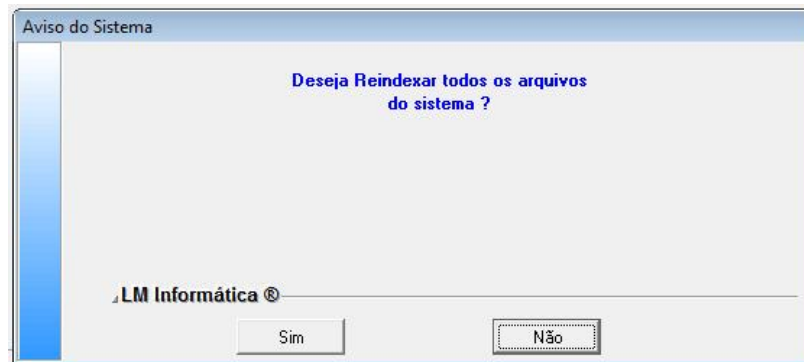 Aviso do Sistema
Deseja Reindexar todos os arquivos
do sistema ?
LM Informática ®
Sim
Não